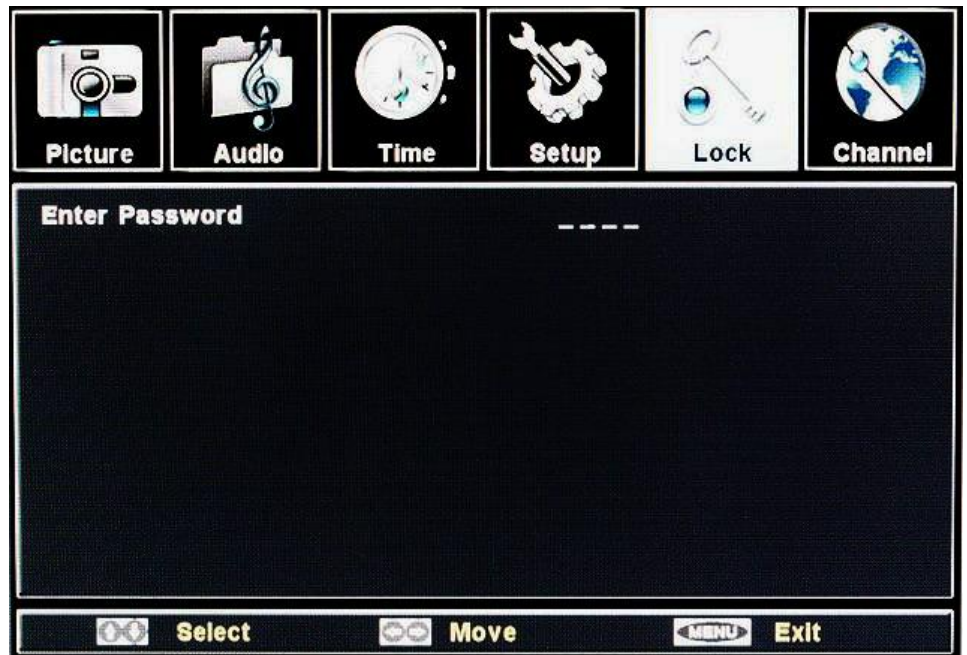 Picture Audio Time Setup Lock Channel
Enter Password _ _ _ _
Select Move MENU Exit